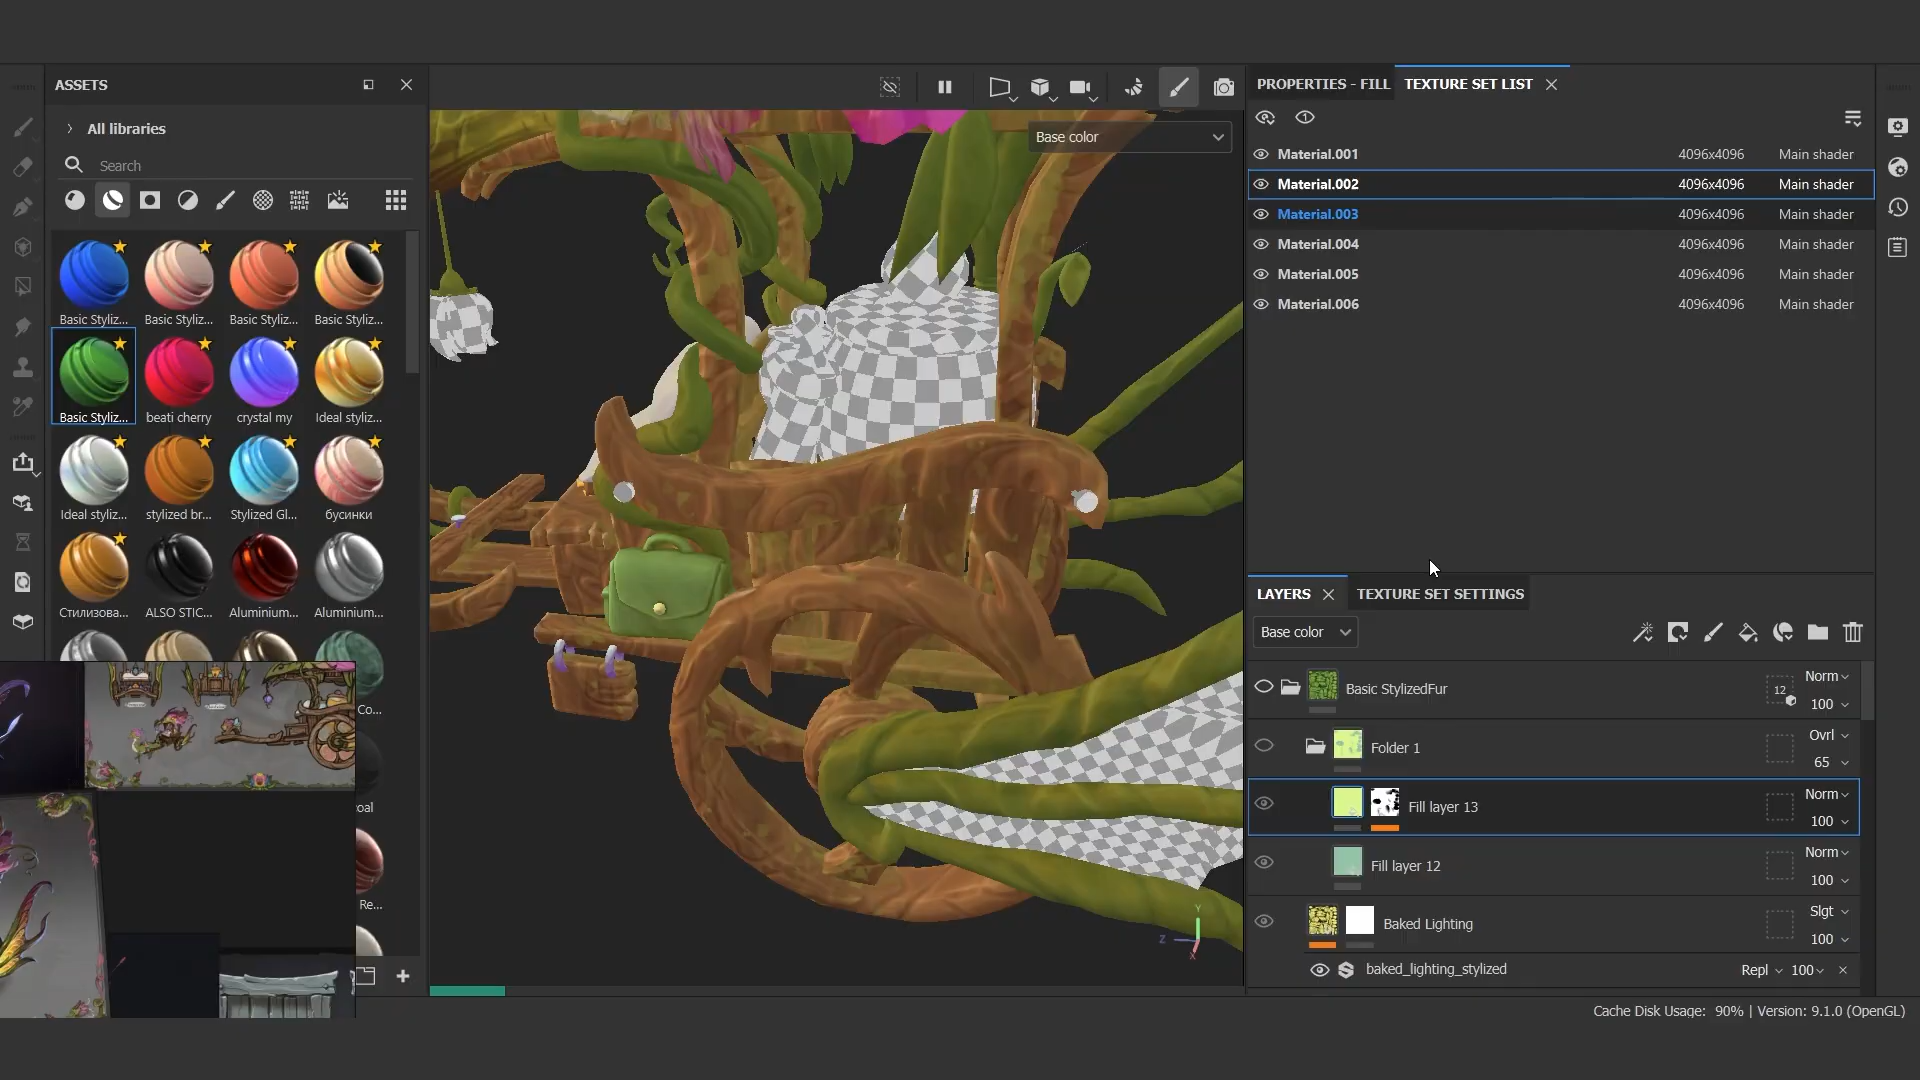 ASSETS
All libraries
Search
Basic Styliz...
Basic Styliz...
Basic Styliz...
Basic Styliz...
Basic Styliz...
beati cherry
crystal my
Ideal styliz...
Ideal styliz...
stylized br...
Stylized Gl...
бусинки
Стилизова...
ALSO STIC...
Aluminium...
Aluminium...
Co...
oal
Re...
Base color
Y
Z
X
PROPERTIES - FILL
TEXTURE SET LIST
Material.001 4096x4096 Main shader
Material.002 4096x4096 Main shader
Material.003 4096x4096 Main shader
Material.004 4096x4096 Main shader
Material.005 4096x4096 Main shader
Material.006 4096x4096 Main shader
LAYERS
TEXTURE SET SETTINGS
Base color
Basic StylizedFur 12 Norm 100
Folder 1 Ovrl 65
Fill layer 13 Norm 100
Fill layer 12 Norm 100
Baked Lighting Slgt 100
baked_lighting_stylized Repl 100
Cache Disk Usage: 90% | Version: 9.1.0 (OpenGL)